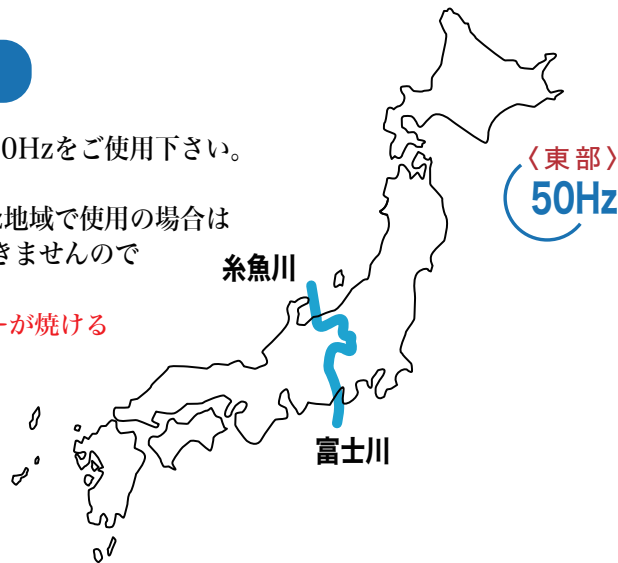 0Hzをご使用下さい。
地域で使用の場合は
きませんので
が焼ける
〈東部〉
50Hz
糸魚川
富士川